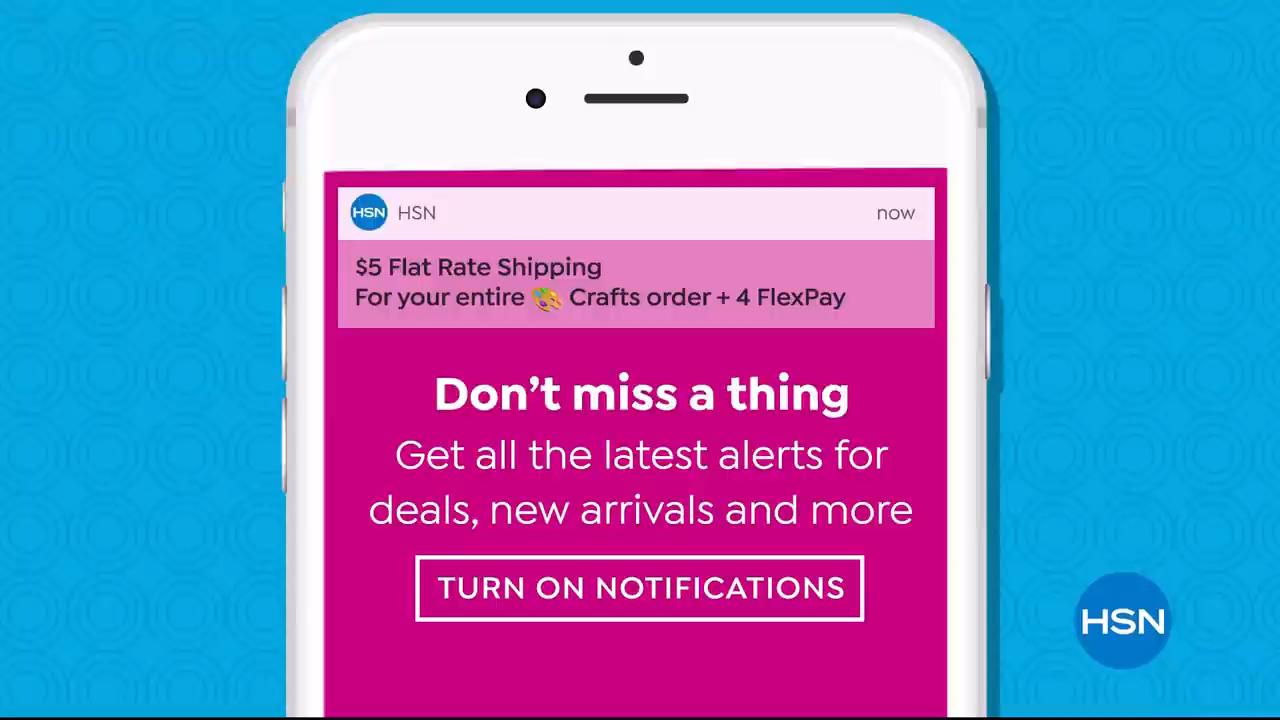 HSN HSN now
$5 Flat Rate Shipping
For your entire 🎨 Crafts order + 4 FlexPay
Don't miss a thing
Get all the latest alerts for
deals, new arrivals and more
TURN ON NOTIFICATIONS
HSN